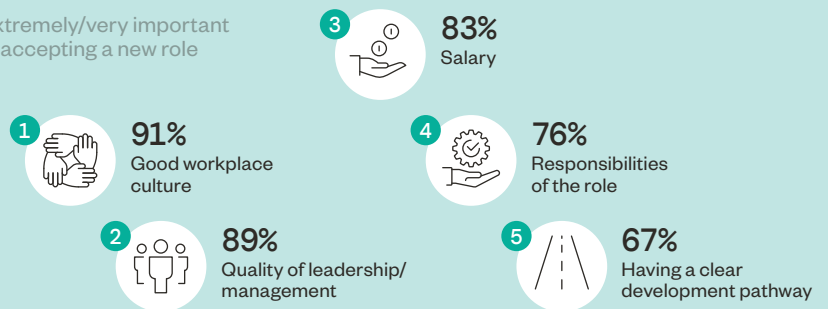 extremely/very important
accepting a new role
1
91%
Good workplace
culture
2
89%
Quality of leadership/
management
3
83%
Salary
4
76%
Responsibilities
of the role
5
67%
Having a clear
development pathway